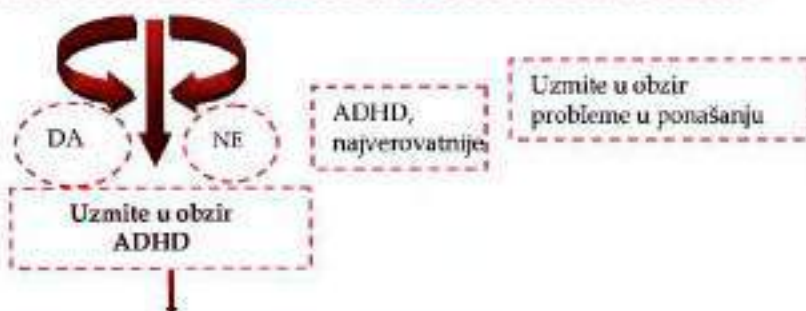 DA
NE
ADHD,
najverovatnije
Uzmite u obzir
probleme u ponašanju
Uzmite u obzir
ADHD